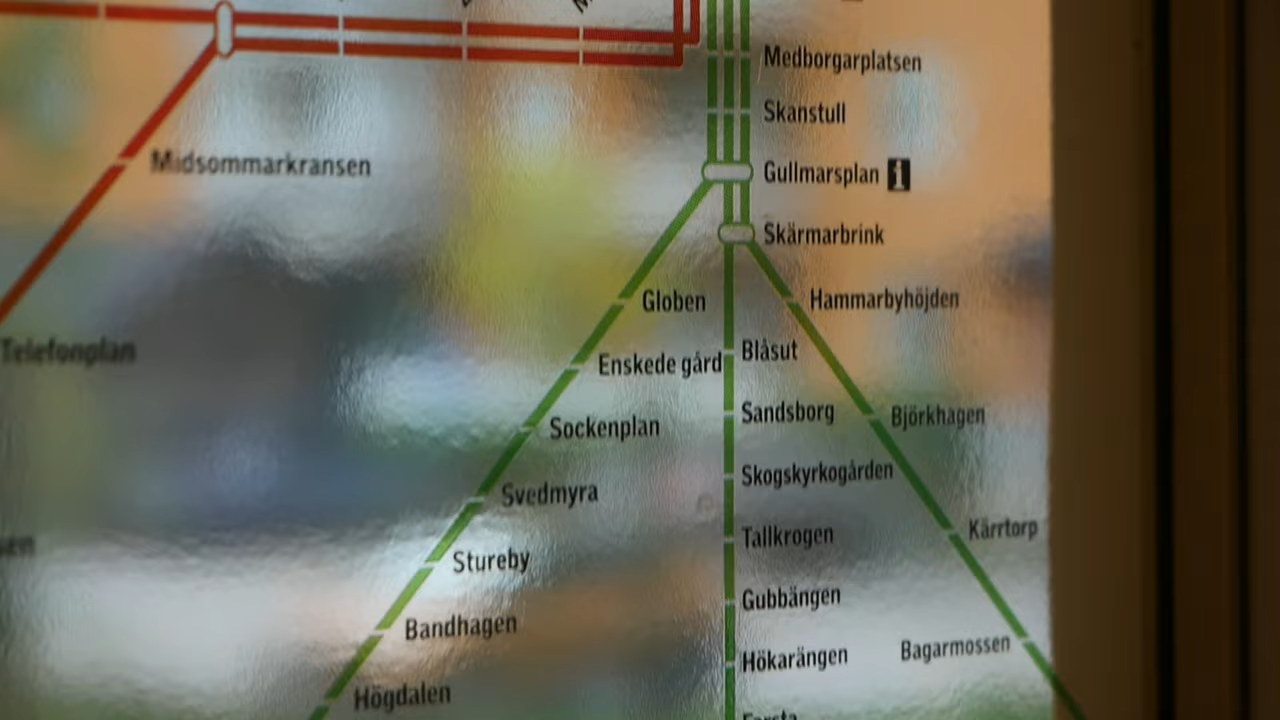 Medborgarplatsen
Skanstull
Midsommarkransen
Gullmarsplan i
Skärmarbrink
Globen
Hammarbyhöjden
Telefonplan
Enskede gård
Blåsut
Sockenplan
Sandsborg
Björkhagen
Svedmyra
Skogskyrkogården
Stureby
Tallkrogen
Kärrtorp
Bandhagen
Gubbängen
Högdalen
Hökarängen
Bagarmossen